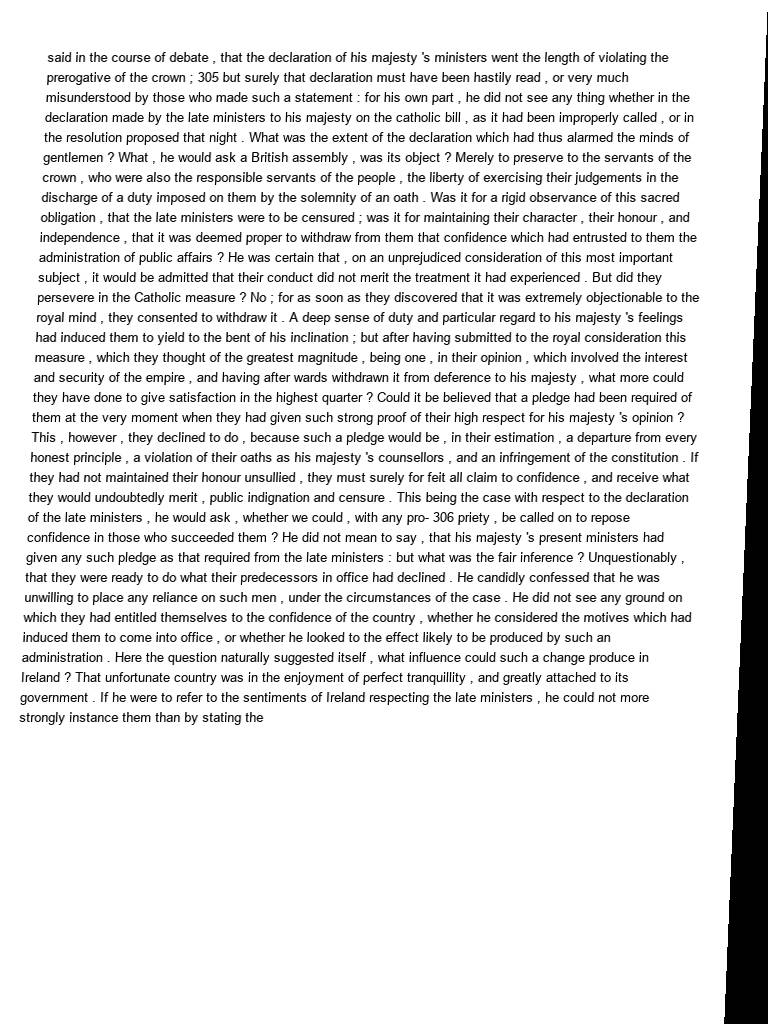 said in the course of debate , that the declaration of his majesty 's ministers went the length of violating the
prerogative of the crown ; 305 but surely that declaration must have been hastily read , or very much
misunderstood by those who made such a statement : for his own part , he did not see any thing whether in the
declaration made by the late ministers to his majesty on the catholic bill , as it had been improperly called , or in
the resolution proposed that night . What was the extent of the declaration which had thus alarmed the minds of
gentlemen ? What , he would ask a British assembly , was its object ? Merely to preserve to the servants of the
crown , who were also the responsible servants of the people , the liberty of exercising their judgements in the
discharge of a duty imposed on them by the solemnity of an oath . Was it for a rigid observance of this sacred
obligation , that the late ministers were to be censured ; was it for maintaining their character , their honour , and
independence , that it was deemed proper to withdraw from them that confidence which had entrusted to them the
administration of public affairs ? He was certain that , on an unprejudiced consideration of this most important
subject , it would be admitted that their conduct did not merit the treatment it had experienced . But did they
persevere in the Catholic measure ? No ; for as soon as they discovered that it was extremely objectionable to the
royal mind , they consented to withdraw it . A deep sense of duty and particular regard to his majesty 's feelings
had induced them to yield to the bent of his inclination ; but after having submitted to the royal consideration this
measure , which they thought of the greatest magnitude , being one , in their opinion , which involved the interest
and security of the empire , and having after wards withdrawn it from deference to his majesty , what more could
they have done to give satisfaction in the highest quarter ? Could it be believed that a pledge had been required of
them at the very moment when they had given such strong proof of their high respect for his majesty 's opinion ?
This , however , they declined to do , because such a pledge would be , in their estimation , a departure from every
honest principle , a violation of their oaths as his majesty 's counsellors , and an infringement of the constitution . If
they had not maintained their honour unsullied , they must surely for feit all claim to confidence , and receive what
they would undoubtedly merit , public indignation and censure . This being the case with respect to the declaration
of the late ministers , he would ask , whether we could , with any pro- 306 priety , be called on to repose
confidence in those who succeeded them ? He did not mean to say , that his majesty 's present ministers had
given any such pledge as that required from the late ministers : but what was the fair inference ? Unquestionably ,
that they were ready to do what their predecessors in office had declined . He candidly confessed that he was
unwilling to place any reliance on such men , under the circumstances of the case . He did not see any ground on
which they had entitled themselves to the confidence of the country , whether he considered the motives which had
induced them to come into office , or whether he looked to the effect likely to be produced by such an
administration . Here the question naturally suggested itself , what influence could such a change produce in
Ireland ? That unfortunate country was in the enjoyment of perfect tranquillity , and greatly attached to its
government . If he were to refer to the sentiments of Ireland respecting the late ministers , he could not more
strongly instance them than by stating the